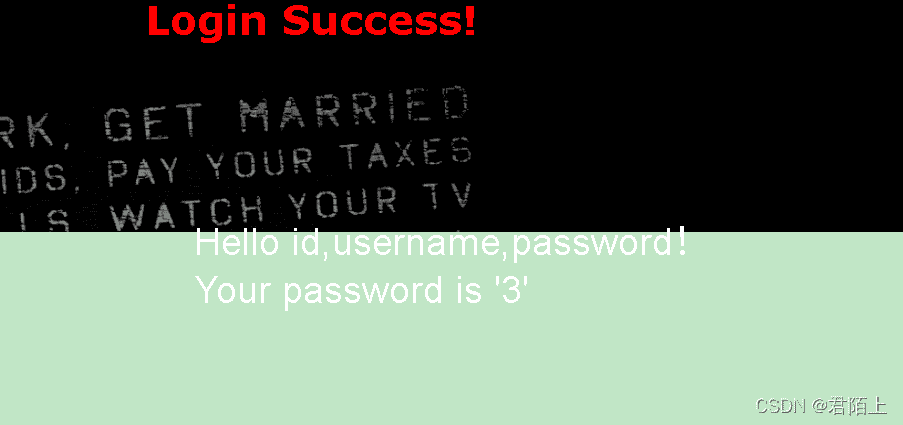 Login Success!
RK, GET MARRIED
IDS, PAY YOUR TAXES
WATCH YOUR TV
Hello id,username,password!
Your password is '3'
CSDN @君陌上